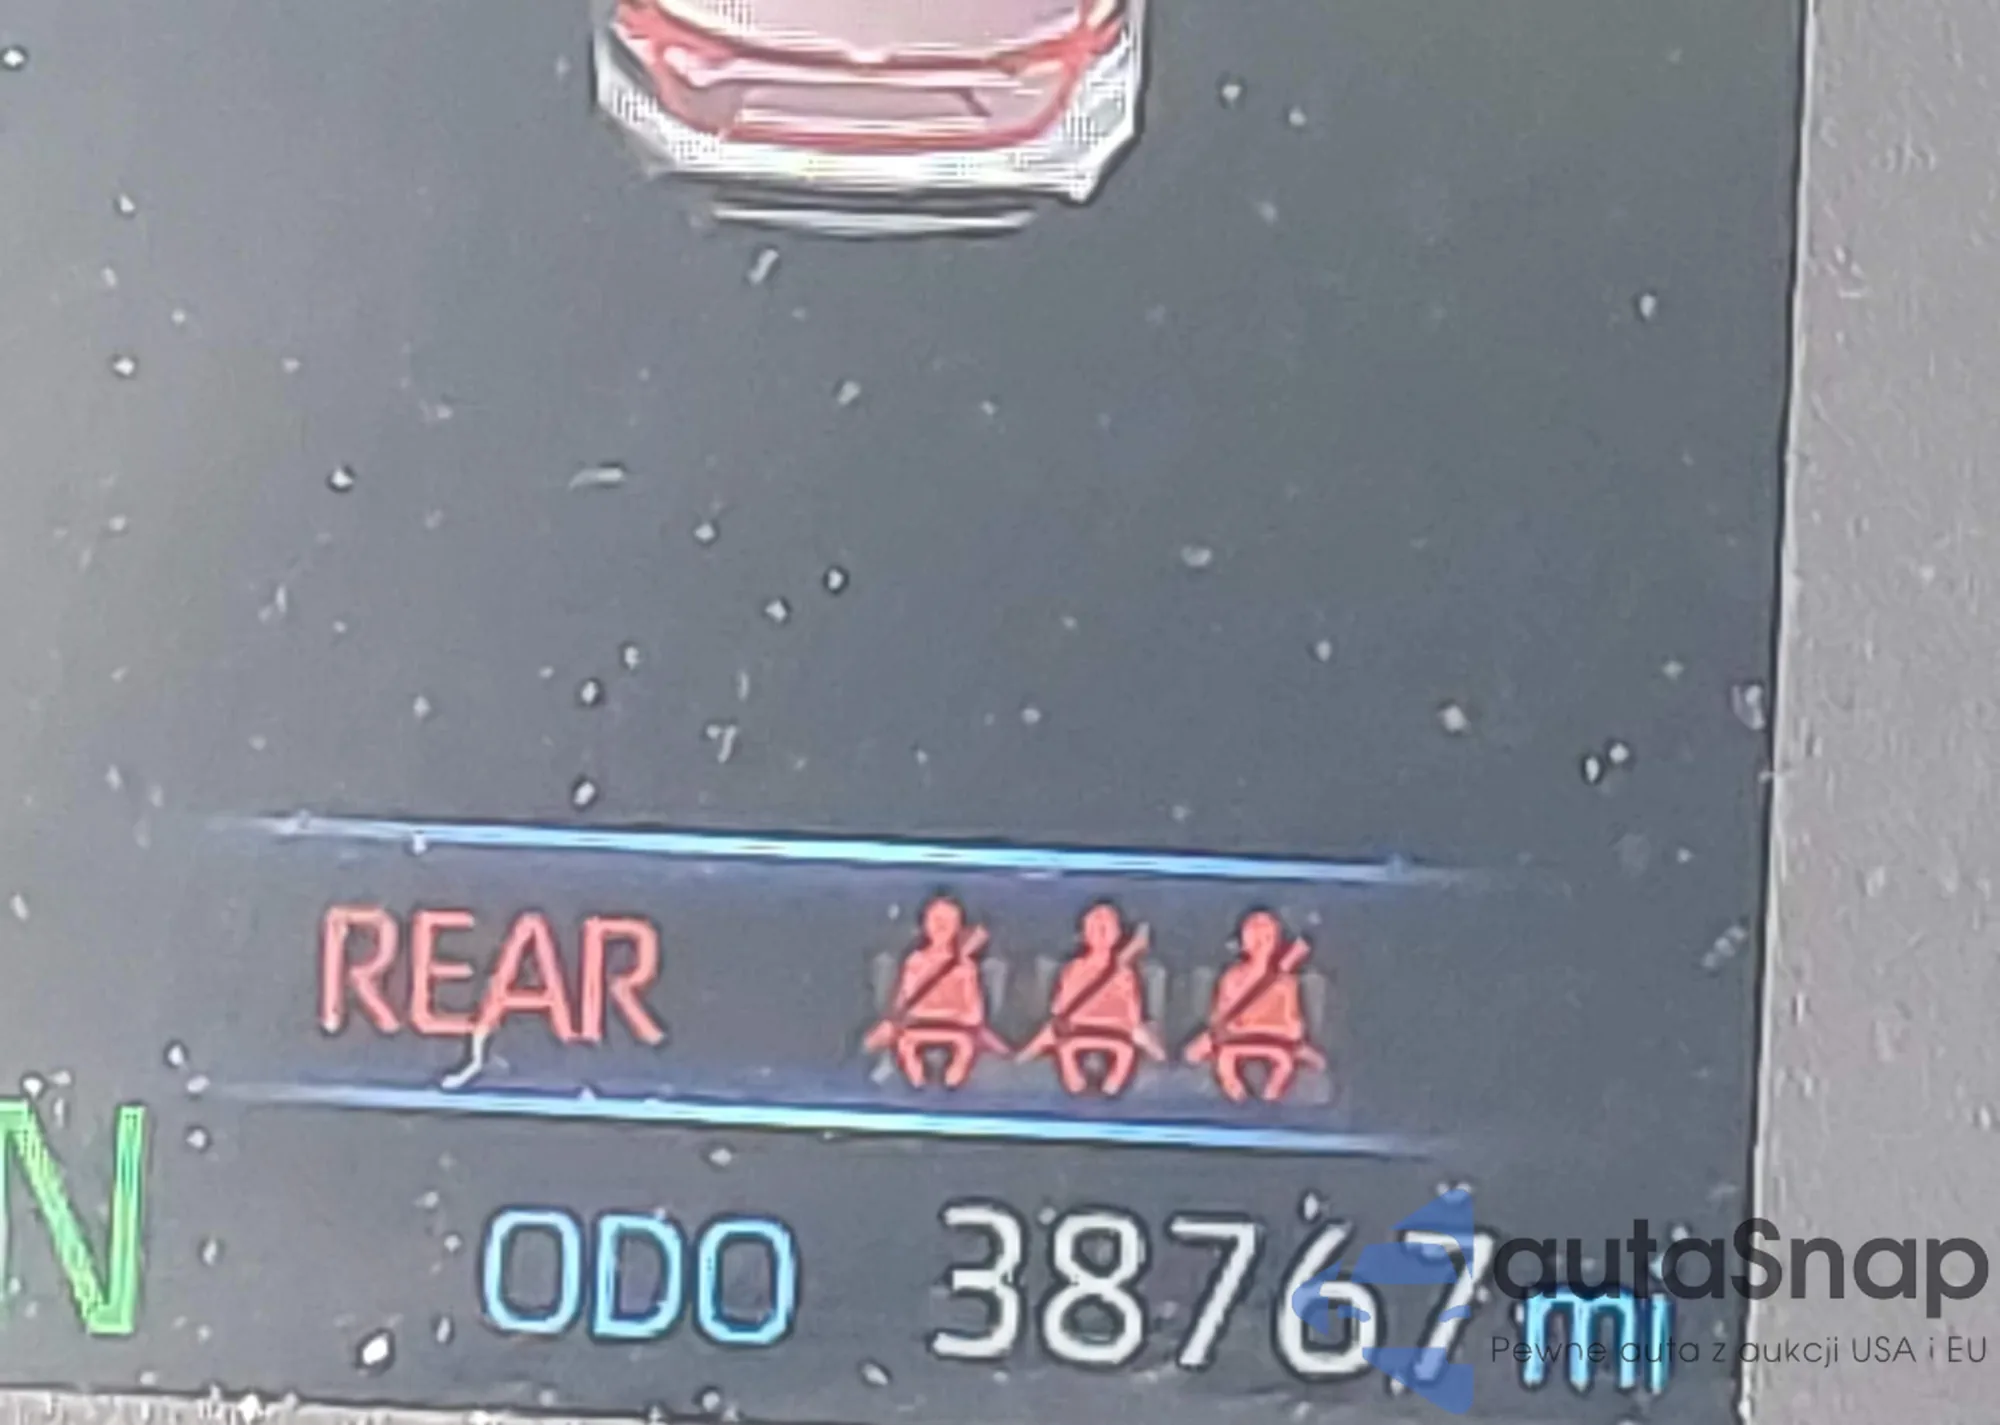 REAR
N
ODO 38767 mi
autaSnap
Pewne auta z aukcji USA i EU